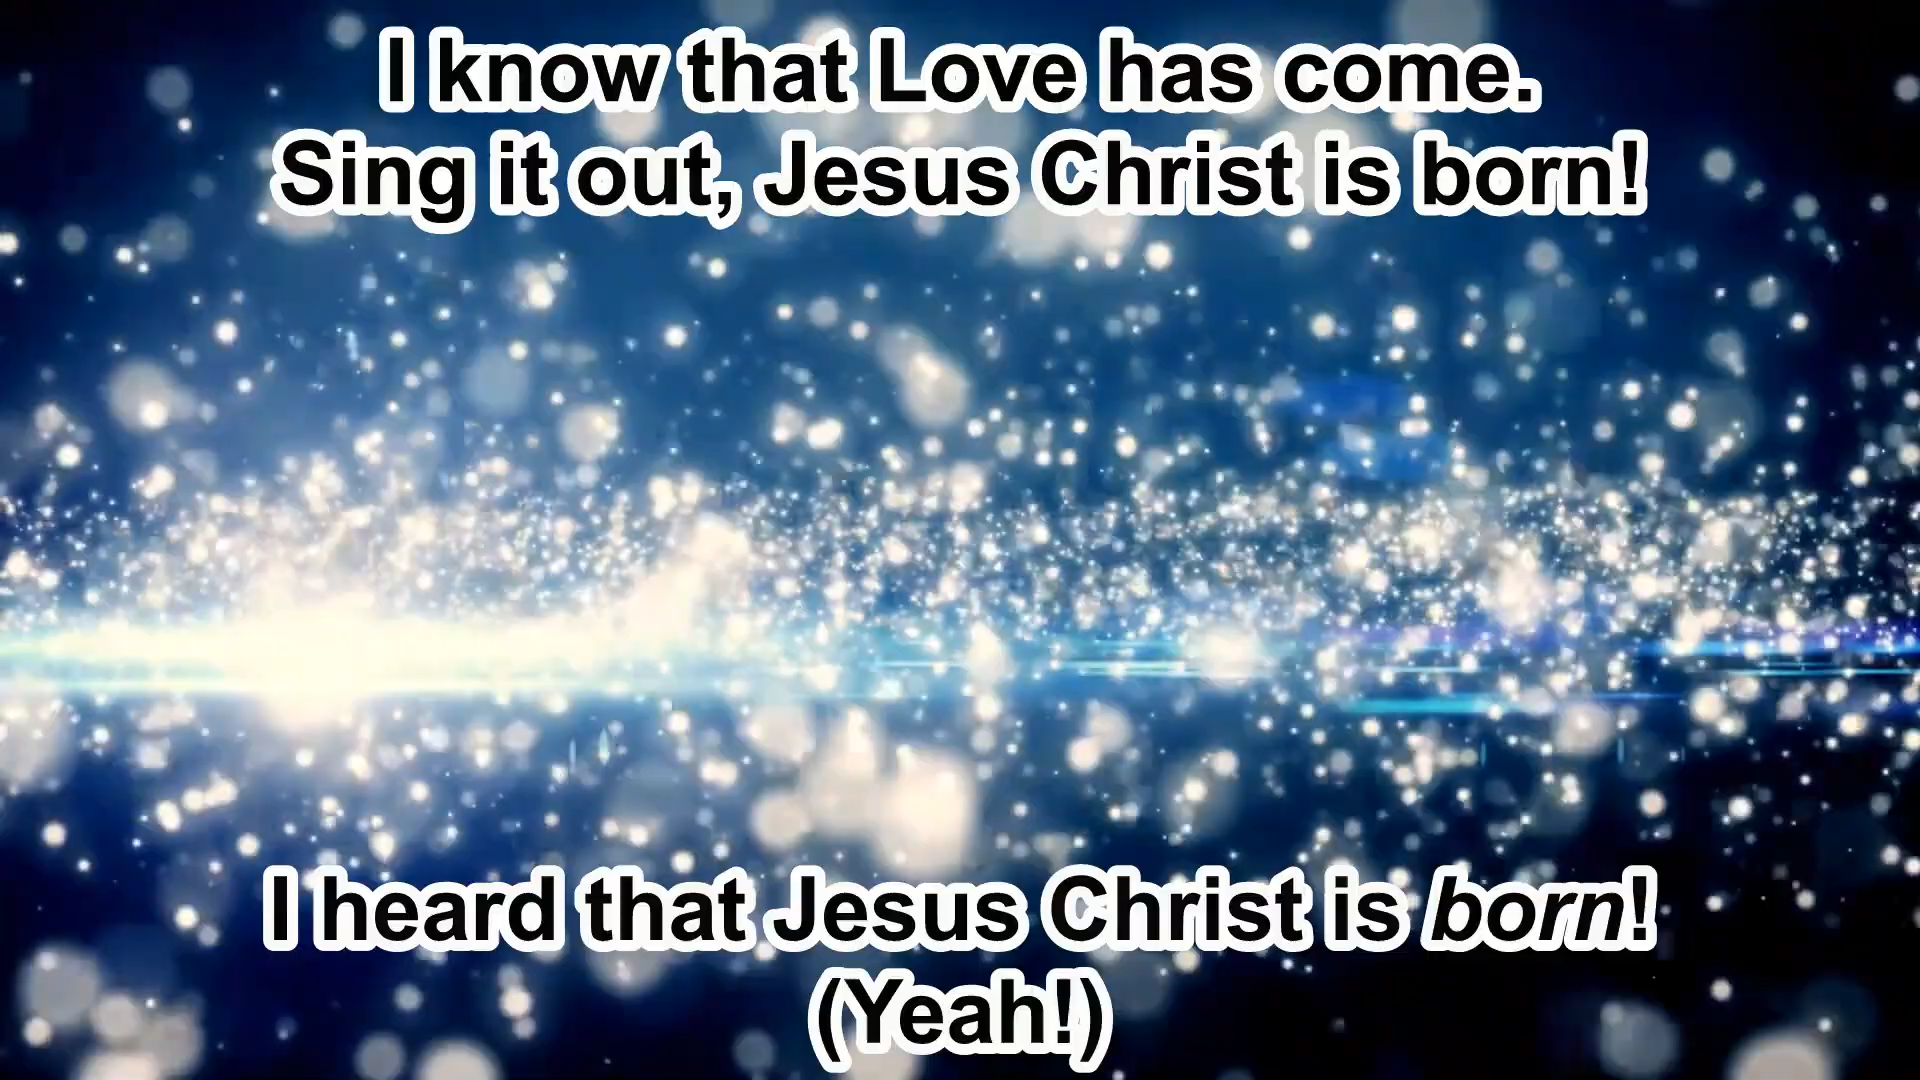 I know that Love has come.
Sing it out, Jesus Christ is born!
I heard that Jesus Christ is born!
(Yeah!)